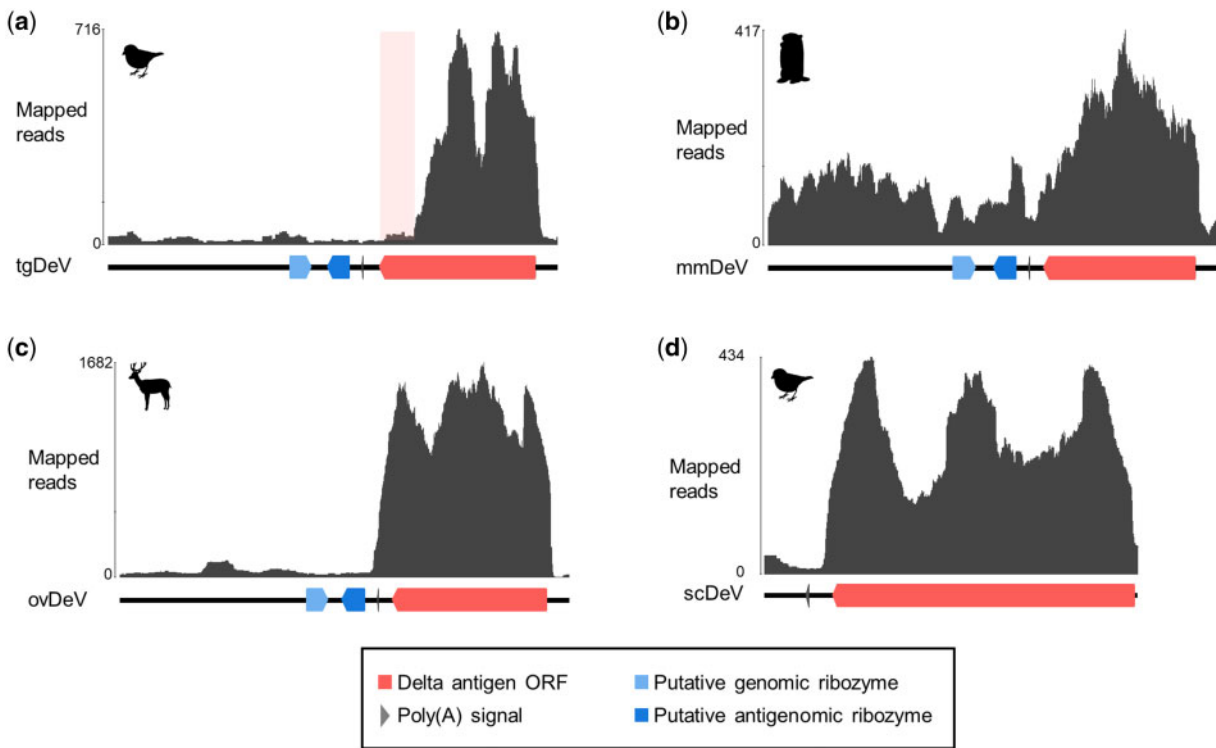 (a)
716
Mapped
reads
0
tgDeV
(b)
417
Mapped
reads
0
mmDeV
(c)
1682
Mapped
reads
0
ovDeV
(d)
434
Mapped
reads
0
scDeV
Delta antigen ORF
Putative genomic ribozyme
Poly(A) signal
Putative antigenomic ribozyme